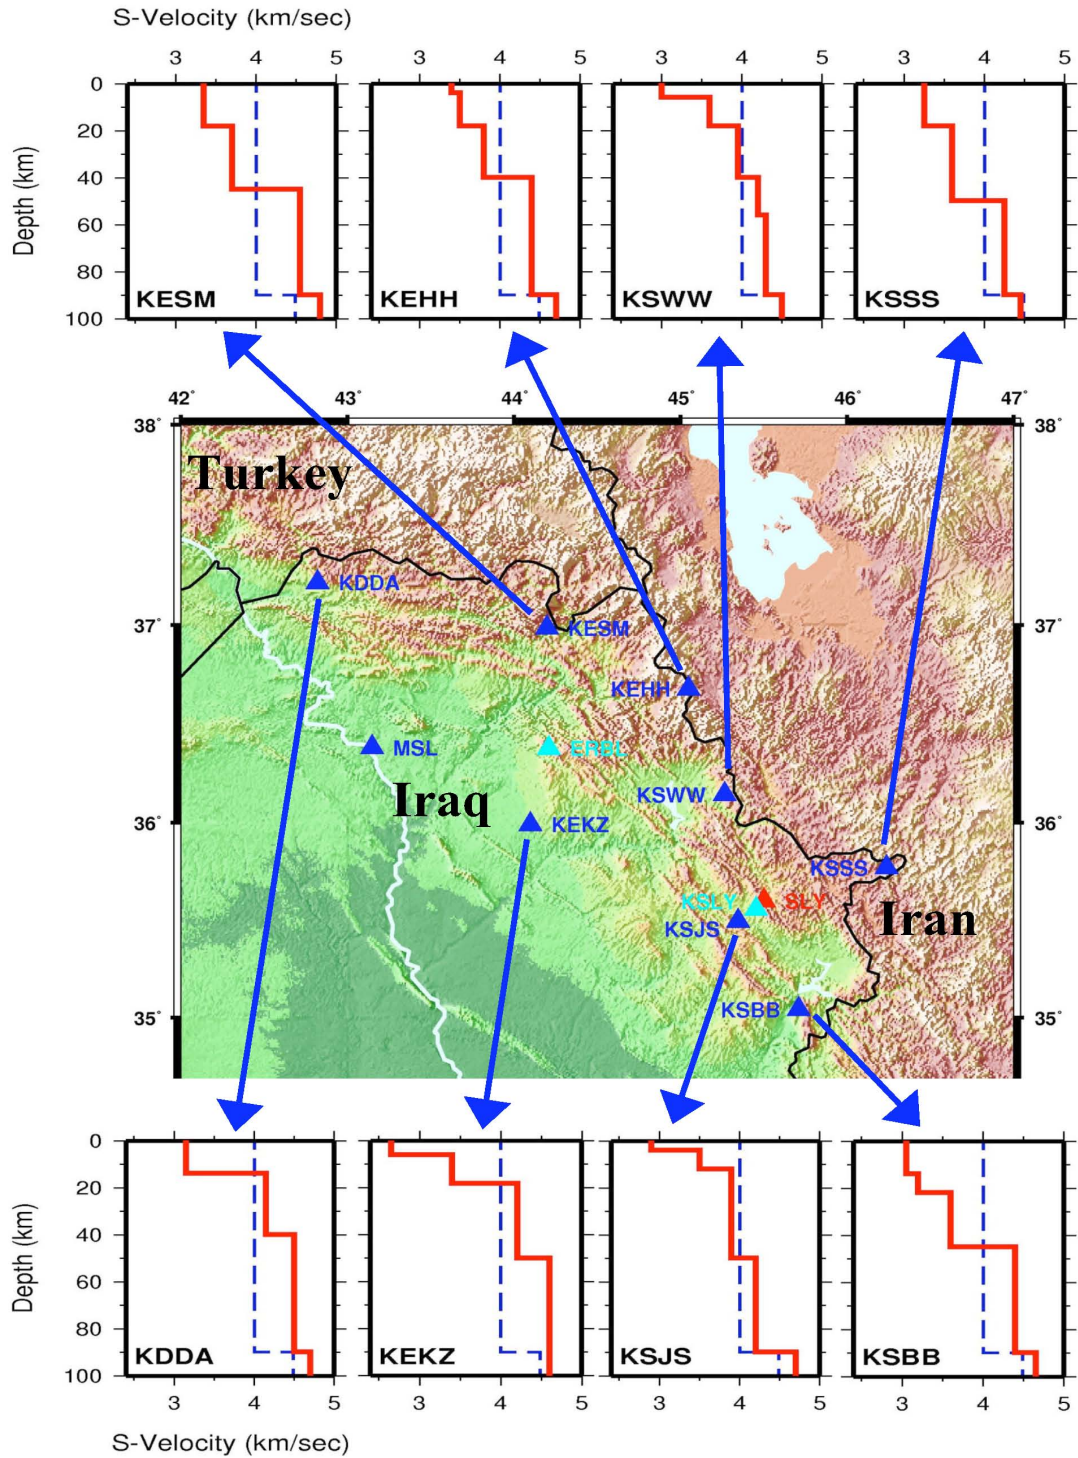 S-Velocity (km/sec)
3 4 5 3 4 5 3 4 5 3 4 5
Depth (km)
0
20
40
60
80
100
KESM KEHH KSWW KSSS
42° 43° 44° 45° 46° 47°
38° 38°
Turkey
KDDA
37° KESM 37°
KEHH
MSL ERBL
Iraq KSWW
36° KEKZ 36°
KSSS
KSLY SLY
KSJS Iran
35° KSBB 35°
Depth (km)
0
20
40
60
80
100
KDDA KEKZ KSJS KSBB
3 4 5 3 4 5 3 4 5 3 4 5
S-Velocity (km/sec)